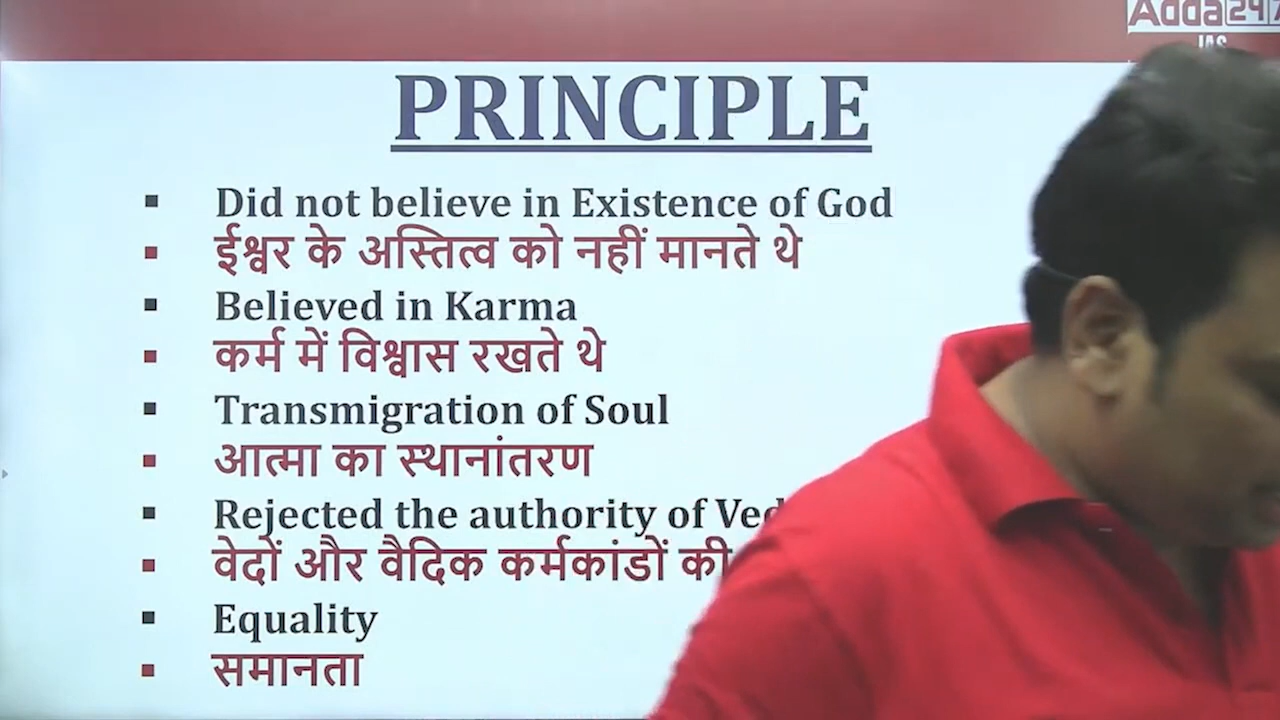 Adda247
IAS
PRINCIPLE
▪ Did not believe in Existence of God
▪ ईश्वर के अस्तित्व को नहीं मानते थे
▪ Believed in Karma
▪ कर्म में विश्वास रखते थे
▪ Transmigration of Soul
▪ आत्मा का स्थानांतरण
▪ Rejected the authority of
▪ वेदों और वैदिक कर्मकांडों की
▪ Equality
▪ समानता